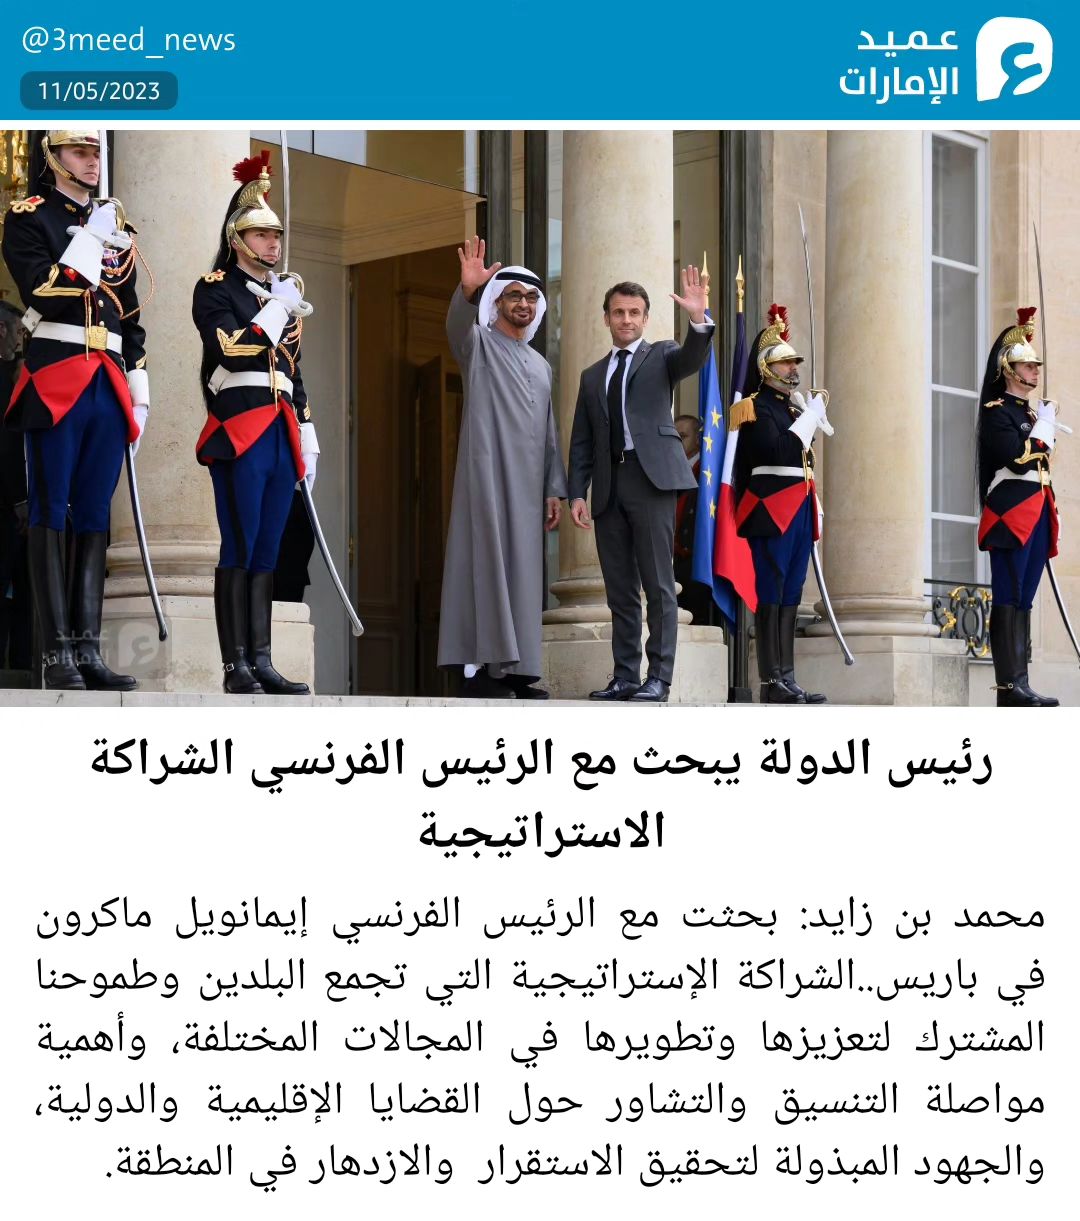 @3meed_news
عميد
الإمارات
11/05/2023
عميد
الإمارات
رئيس الدولة يبحث مع الرئيس الفرنسي الشراكة
الاستراتيجية
محمد بن زايد: بحثت مع الرئيس الفرنسي إيمانويل ماكرون
في باريس..الشراكة الإستراتيجية التي تجمع البلدين وطموحنا
المشترك لتعزيزها وتطويرها في المجالات المختلفة، وأهمية
مواصلة التنسيق والتشاور حول القضايا الإقليمية والدولية،
والجهود المبذولة لتحقيق الاستقرار  والازدهار في المنطقة.